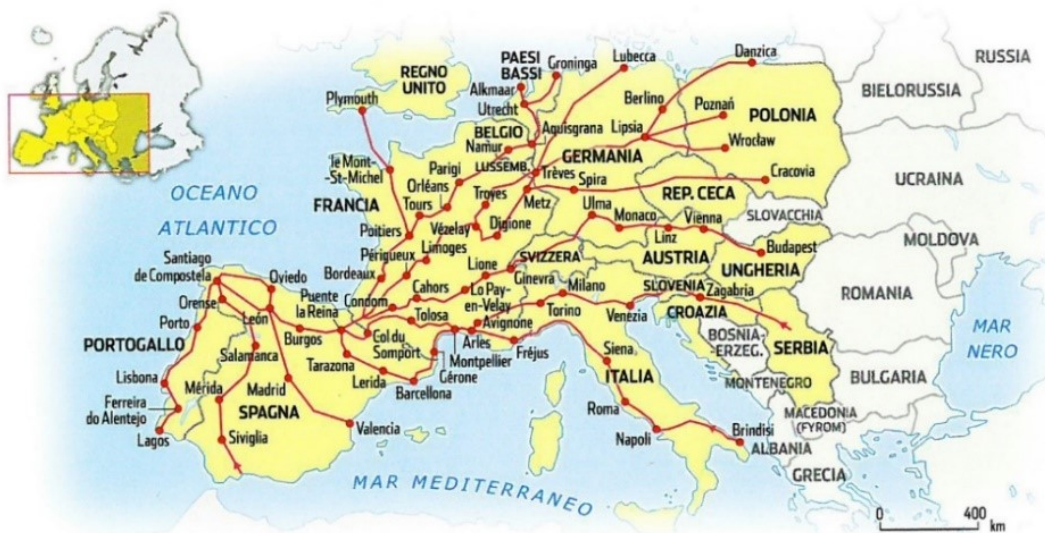 Danzica
RUSSIA
PAESI
BASSI
Groninga
Lubecca
REGNO
UNITO
Alkmaar
BIELORUSSIA
Plymouth
Utrecht
Berlino
Poznań
POLONIA
BELGIO
Aquisgrana
Lipsia
Namur
GERMANIA
Wrocław
le Mont-
St-Michel
Parigi
LUSSEMB.
Trèves
OCEANO
ATLANTICO
Orléans
Troyes
Spira
REP. CECA
Cracovia
UCRAINA
FRANCIA
Tours
Metz
Vézelay
Digione
Ulma
Monaco
Vienna
SLOVACCHIA
Poitiers
Limoges
Linz
MOLDOVA
Périgueux
SVIZZERA
AUSTRIA
Budapest
Santiago
de Compostela
Oviedo
Bordeaux
Lione
Ginevra
UNGHERIA
Cahors
Lo Pay-
en-Velay
Milano
SLOVENIA
Zagabria
ROMANIA
Orense
Puente
la Reina
Condom
Tolosa
Avignone
Torino
Venezia
CROAZIA
Porto
León
Burgos
Col du
Somport
Arles
Fréjus
BOSNIA-
ERZEG.
SERBIA
MAR
NERO
PORTOGALLO
Salamanca
Tarazona
Montpellier
Siena
Gérone
ITALIA
MONTENEGRO
BULGARIA
Lisbona
Mérida
Madrid
Lerida
Barcellona
Ferreira
do Alentejo
SPAGNA
Roma
MACEDONIA
(FYROM)
Lagos
Siviglia
Valencia
Napoli
Brindisi
ALBANIA
GRECIA
MAR MEDITERRANEO
0 400
km